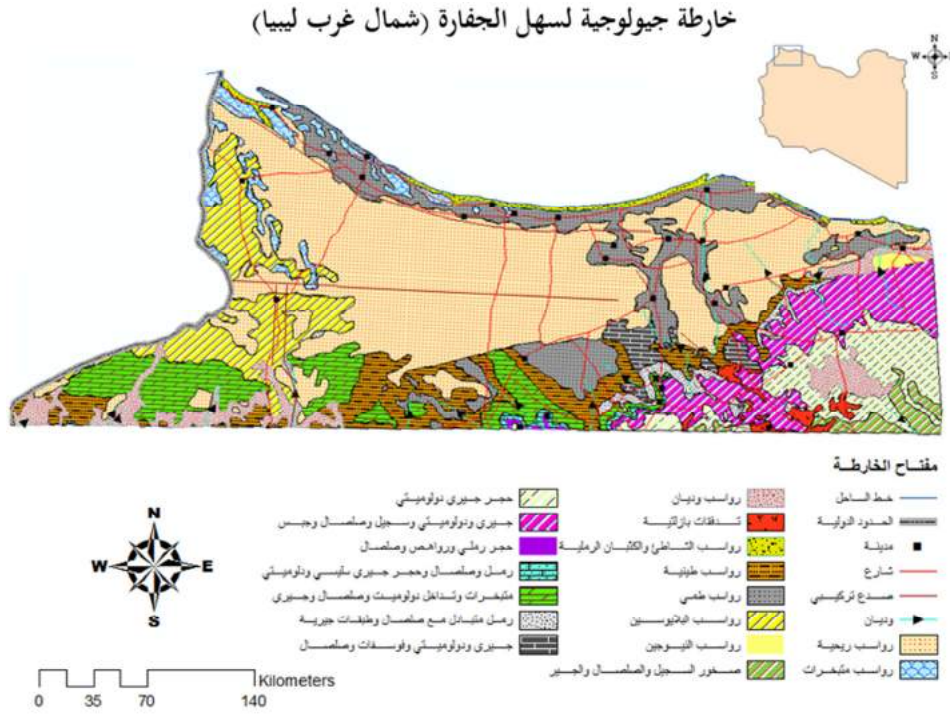 خارطة جيولوجية لسهل الجفارة (شمال غرب ليبيا)
N
W
S
مفتـاح الخارطـة
خط الساحل
الحدود الدولية
مدينة
شارع
صدع تركيبي
وديان
رواسب ريحية
رواسب متبخرات
رواسب وديان
تدفقات بازلتية
رواسب الشاطئ والكثبان الرملية
رواسب طينية
رواسب طمي
رواسب البلايوسين
رواسب النيوجين
صخور السجيل والصلصال والجير
حجر جيري دولوميتي
جيري ودولوميتي وسجيل وصلصال وجبس
حجر رملي ورواهص وصلصال
رمل وصلصال وحجر جيري سليسي ودلوميتي
متبخرات وتداخل دولوميت وصلصال وجيري
رمل متبادل مع صلصال وطبقات جيرية
جيري ودولوميتي وفوسفات وصلصال
N
W
E
S
Kilometers
0 35 70 140